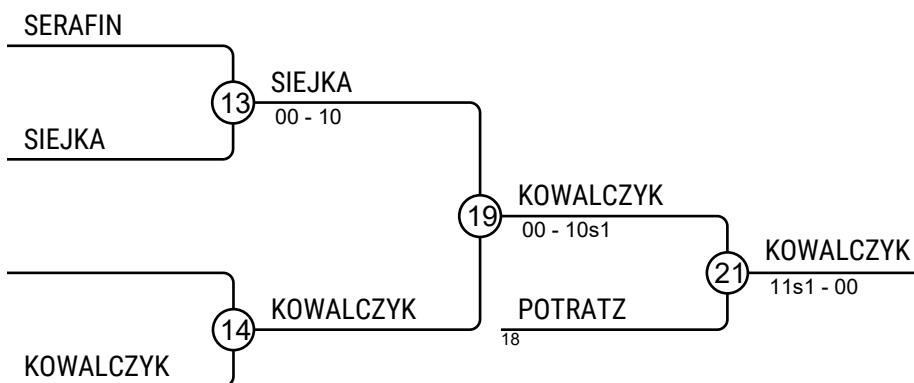 SERAFIN
13
SIEJKA
00 - 10
SIEJKA
19
KOWALCZYK
00 - 10s1
21
KOWALCZYK
11s1 - 00
14
KOWALCZYK
POTRATZ
18
KOWALCZYK